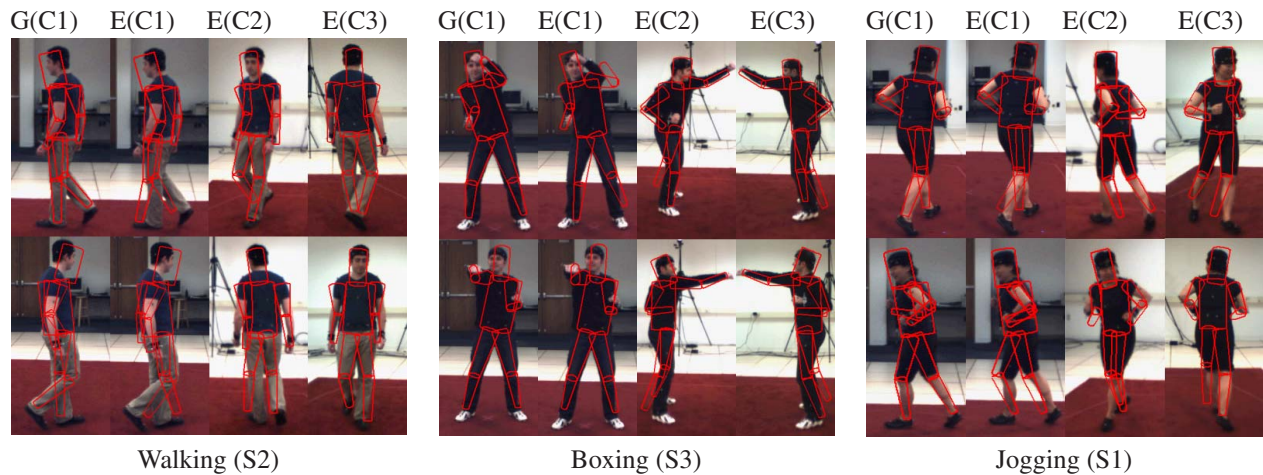 G(C1) E(C1) E(C2) E(C3) G(C1) E(C1) E(C2) E(C3) G(C1) E(C1) E(C2) E(C3)
Walking (S2) Boxing (S3) Jogging (S1)